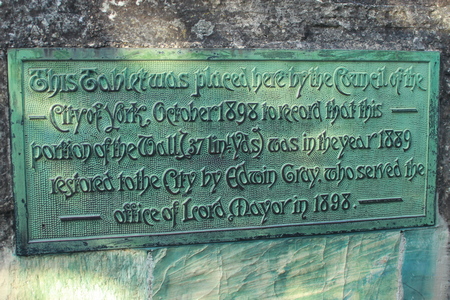 This Tablet was placed here by the Council of the
City of York, October 1898 to record that this
portion of the Wall, (37 lin: Yds) was in the year 1889
restored to the City by Edwin Gray, who served the
office of Lord Mayor in 1898.